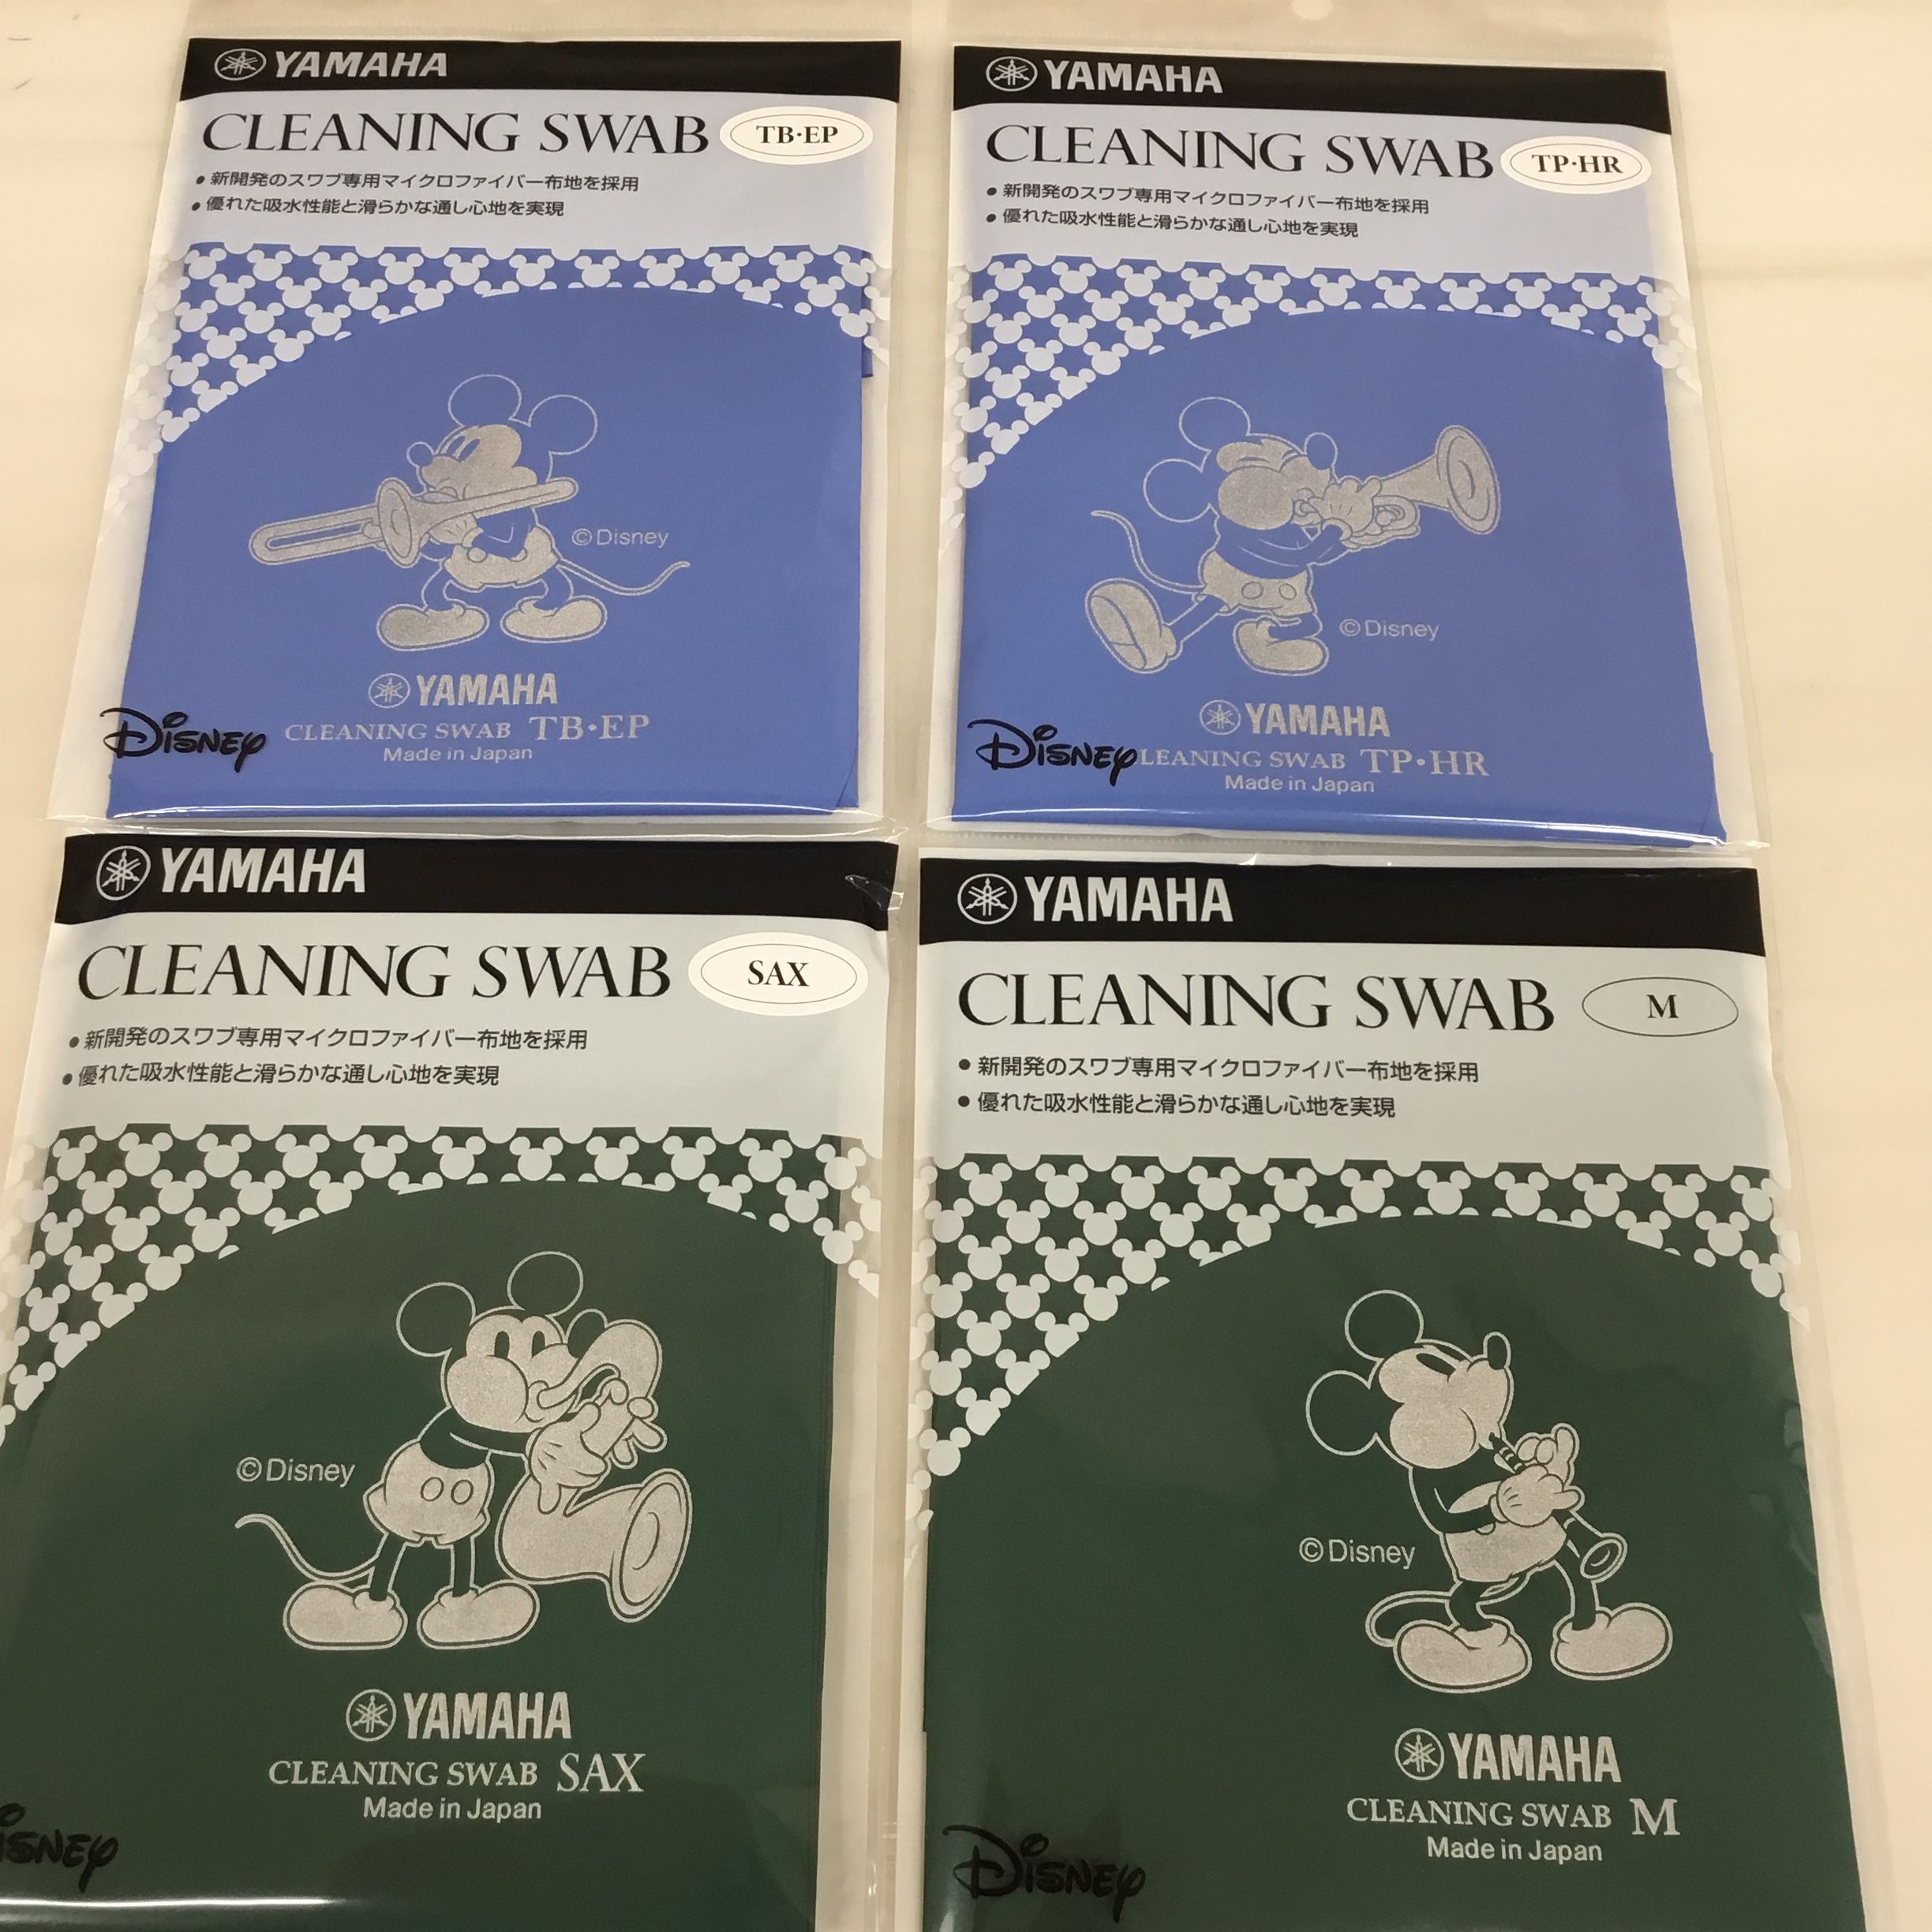 YAMAHA
CLEANING SWAB TB·EP
• 新開発のスワブ専用マイクロファイバー布地を採用
• 優れた吸水性能と滑らかな通し心地を実現
©Disney
YAMAHA
CLEANING SWAB TB·EP
Made in Japan
Disney
YAMAHA
CLEANING SWAB TP·HR
• 新開発のスワブ専用マイクロファイバー布地を採用
• 優れた吸水性能と滑らかな通し心地を実現
©Disney
YAMAHA
LEANING SWAB TP·HR
Made in Japan
Disney
YAMAHA
CLEANING SWAB SAX
• 新開発のスワブ専用マイクロファイバー布地を採用
• 優れた吸水性能と滑らかな通し心地を実現
©Disney
YAMAHA
CLEANING SWAB SAX
Made in Japan
isney
YAMAHA
CLEANING SWAB M
• 新開発のスワブ専用マイクロファイバー布地を採用
• 優れた吸水性能と滑らかな通し心地を実現
©Disney
YAMAHA
CLEANING SWAB M
Made in Japan
Disney